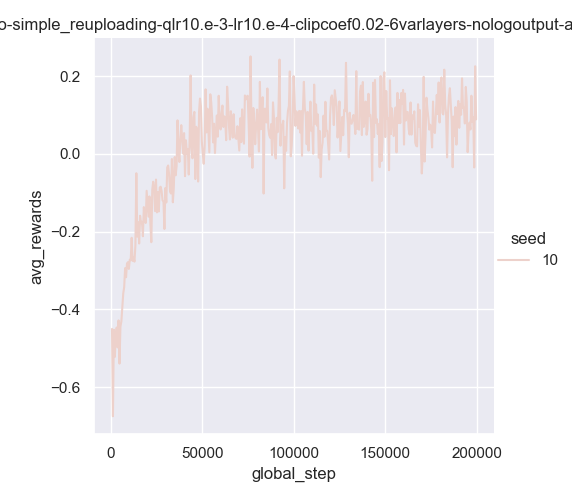 o-simple_reuploading-qlr10.e-3-lr10.e-4-clipcoef0.02-6varlayers-nologoutput-a
0.2
0.0
−0.2
−0.4
−0.6
avg_rewards
0
50000
100000
150000
200000
global_step
seed
10